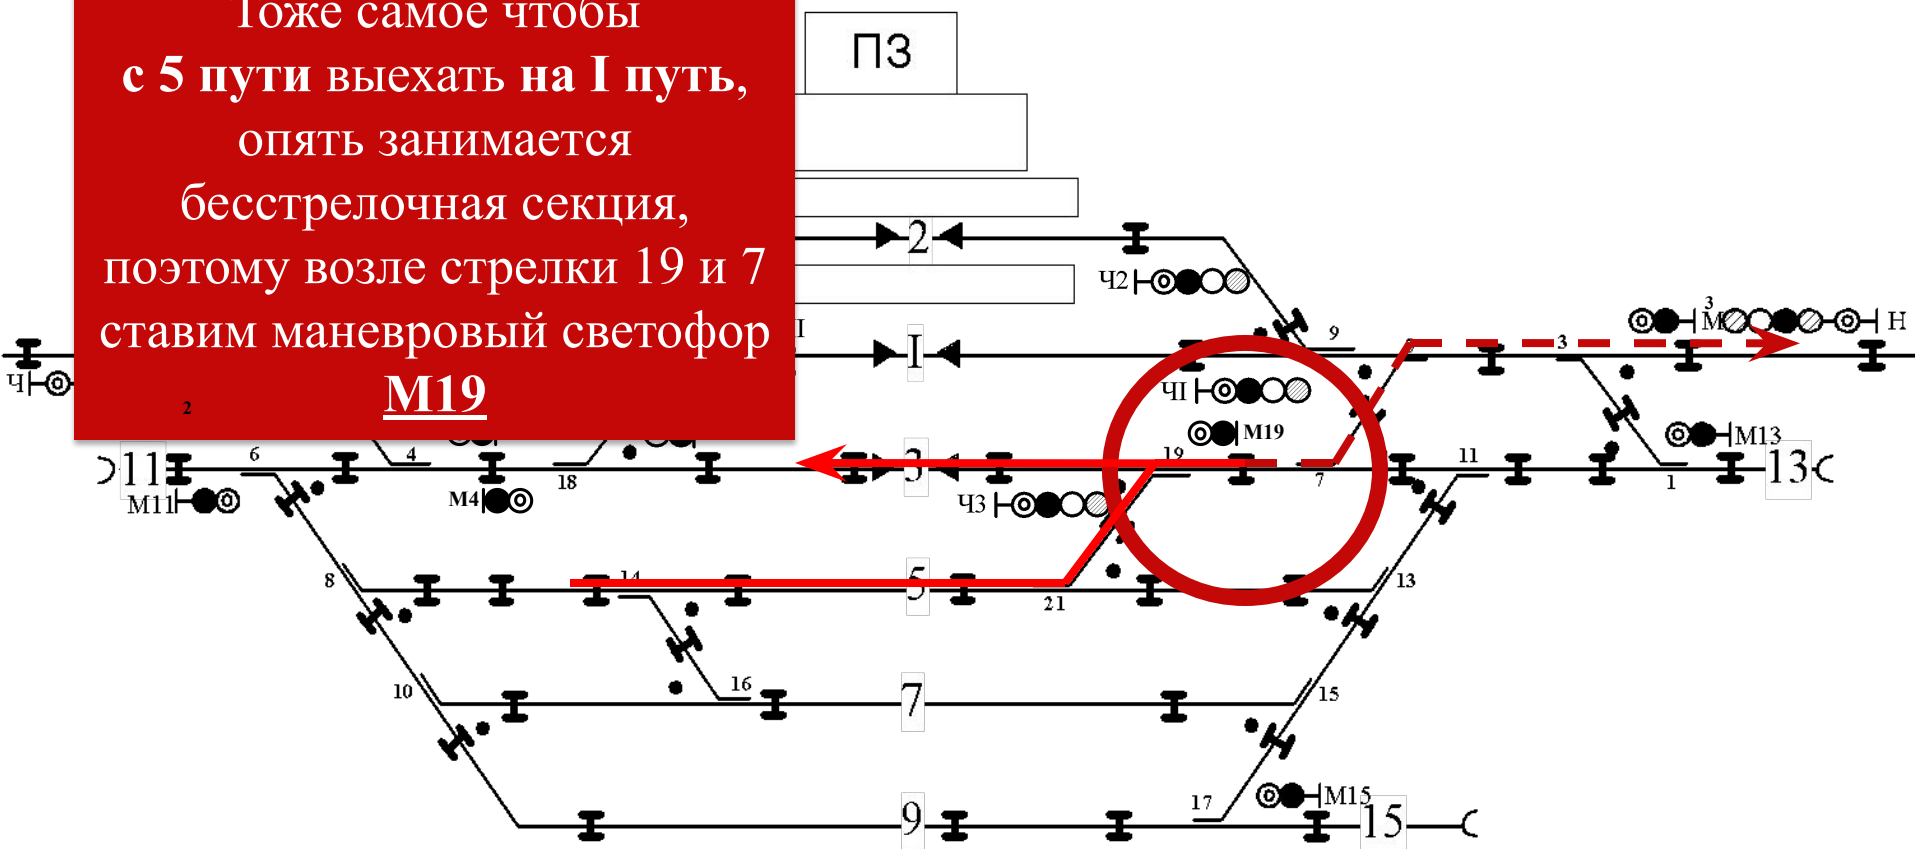 Тоже самое чтобы
с 5 пути выехать на I путь,
опять занимается
бесстрелочная секция,
поэтому возле стрелки 19 и 7
ставим маневровый светофор
М19
ПЗ
2
Ч2
9
3
М
3
Н
I
I
Ч
ЧI
2
М19
М13
11
6
4
18
3
19
7
11
1
13
М11
М4
Ч3
8
14
5
21
13
10
16
7
15
9
17
М15
15